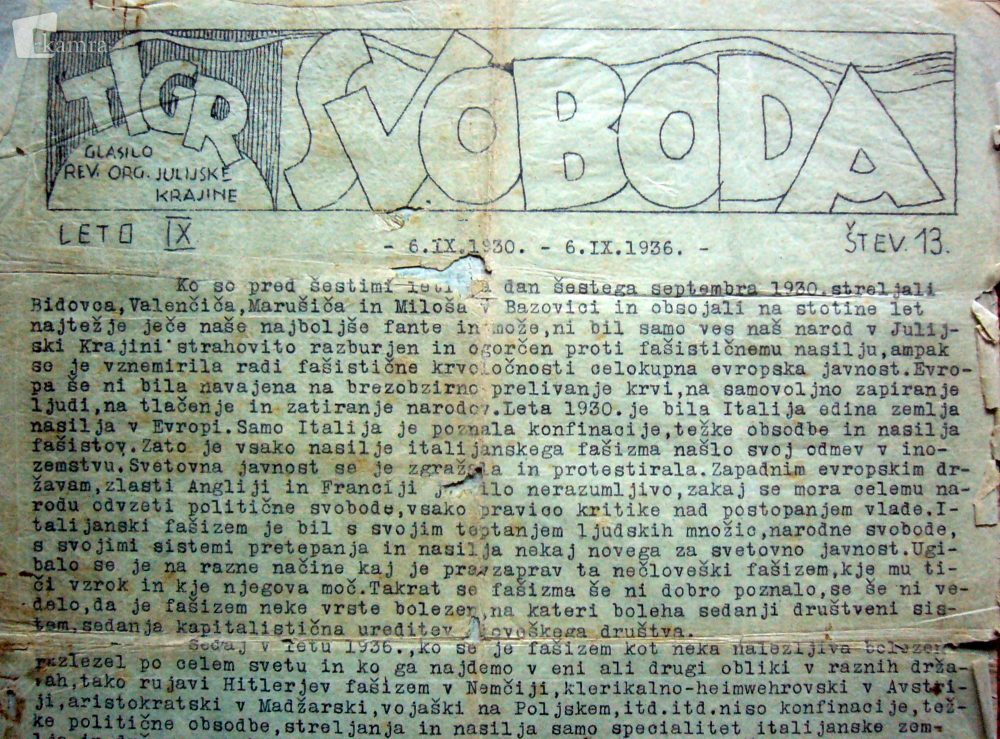 kamra
TIGR
SVOBODA
GLASILO
REV. ORG. JULIJSKE
KRAJINE
LETO IX
- 6.IX.1930. - 6.IX.1936. -
ŠTEV. 13.
Ko so pred šestimi leti dan šestega septembra 1930. streljali
Bidovca,Valenčiča,Marušiča in Miloša v Bazovici in obsojali na stotine let
najtežje ječe naše najboljše fante in može,ni bil samo ves naš narod v Julij-
ski Krajini strahovito razburjen in ogorčen proti fašističnemu nasilju,ampak
se je vznemirila radi fašistične krvoločnosti celokupna evropska javnost.Evro-
pa še ni bila navajena na brezobzirno prelivanje krvi,na samovoljno zapiranje
ljudi,na tlačenje in zatiranje narodov.Leta 1930. je bila Italija edina zemlja
nasilja v Evropi.Samo Italija je poznala konfinacije,težke obsodbe in nasilja
fašistov.Zato je vsako nasilje italijanskega fašizma našlo svoj odmev v ino-
zemstvu.Svetovna javnost se je zgražala in protestirala.Zapadnim evropskim dr-
žavam,zlasti Angliji in Franciji nerazumljivo,zakaj se mora celemu na-
rodu odvzeti politične svobode,vsako pravico kritike nad postopanjem vlade.I-
talijanski fašizem je bil s svojim teptanjem ljudskih množic,narodne svobode,
s svojimi sistemi pretepanja in nasilja nekaj novega za svetovno javnost.Ugi-
balo se je na razne načine kaj je pravzaprav ta nečloveški fašizem,kje mu ti-
či vzrok in kje njegova moč.Takrat se fašizma še ni dobro poznalo,se še ni ve-
delo,da je fašizem neke vrste bolezen na kateri boleha sedanji društveni sis-
tem,sedanja kapitalistična ureditev človeškega društva.
Sedaj v letu 1936.,ko se je fašizem kot neka nalezljiva bolezen
razlezel po celem svetu in ko ga najdemo v eni ali drugi obliki v raznih drža-
vah,tako rujavi Hitlerjev fašizem v Nemčiji,klerikalno-heimwehrovski v Avstri-
ji,aristokratski v Madžarski,vojaški na Poljskem,itd.itd.niso konfinacije,tež-
ke politične obsodbe,streljanja in nasilja samo specialitet italijanske zem-